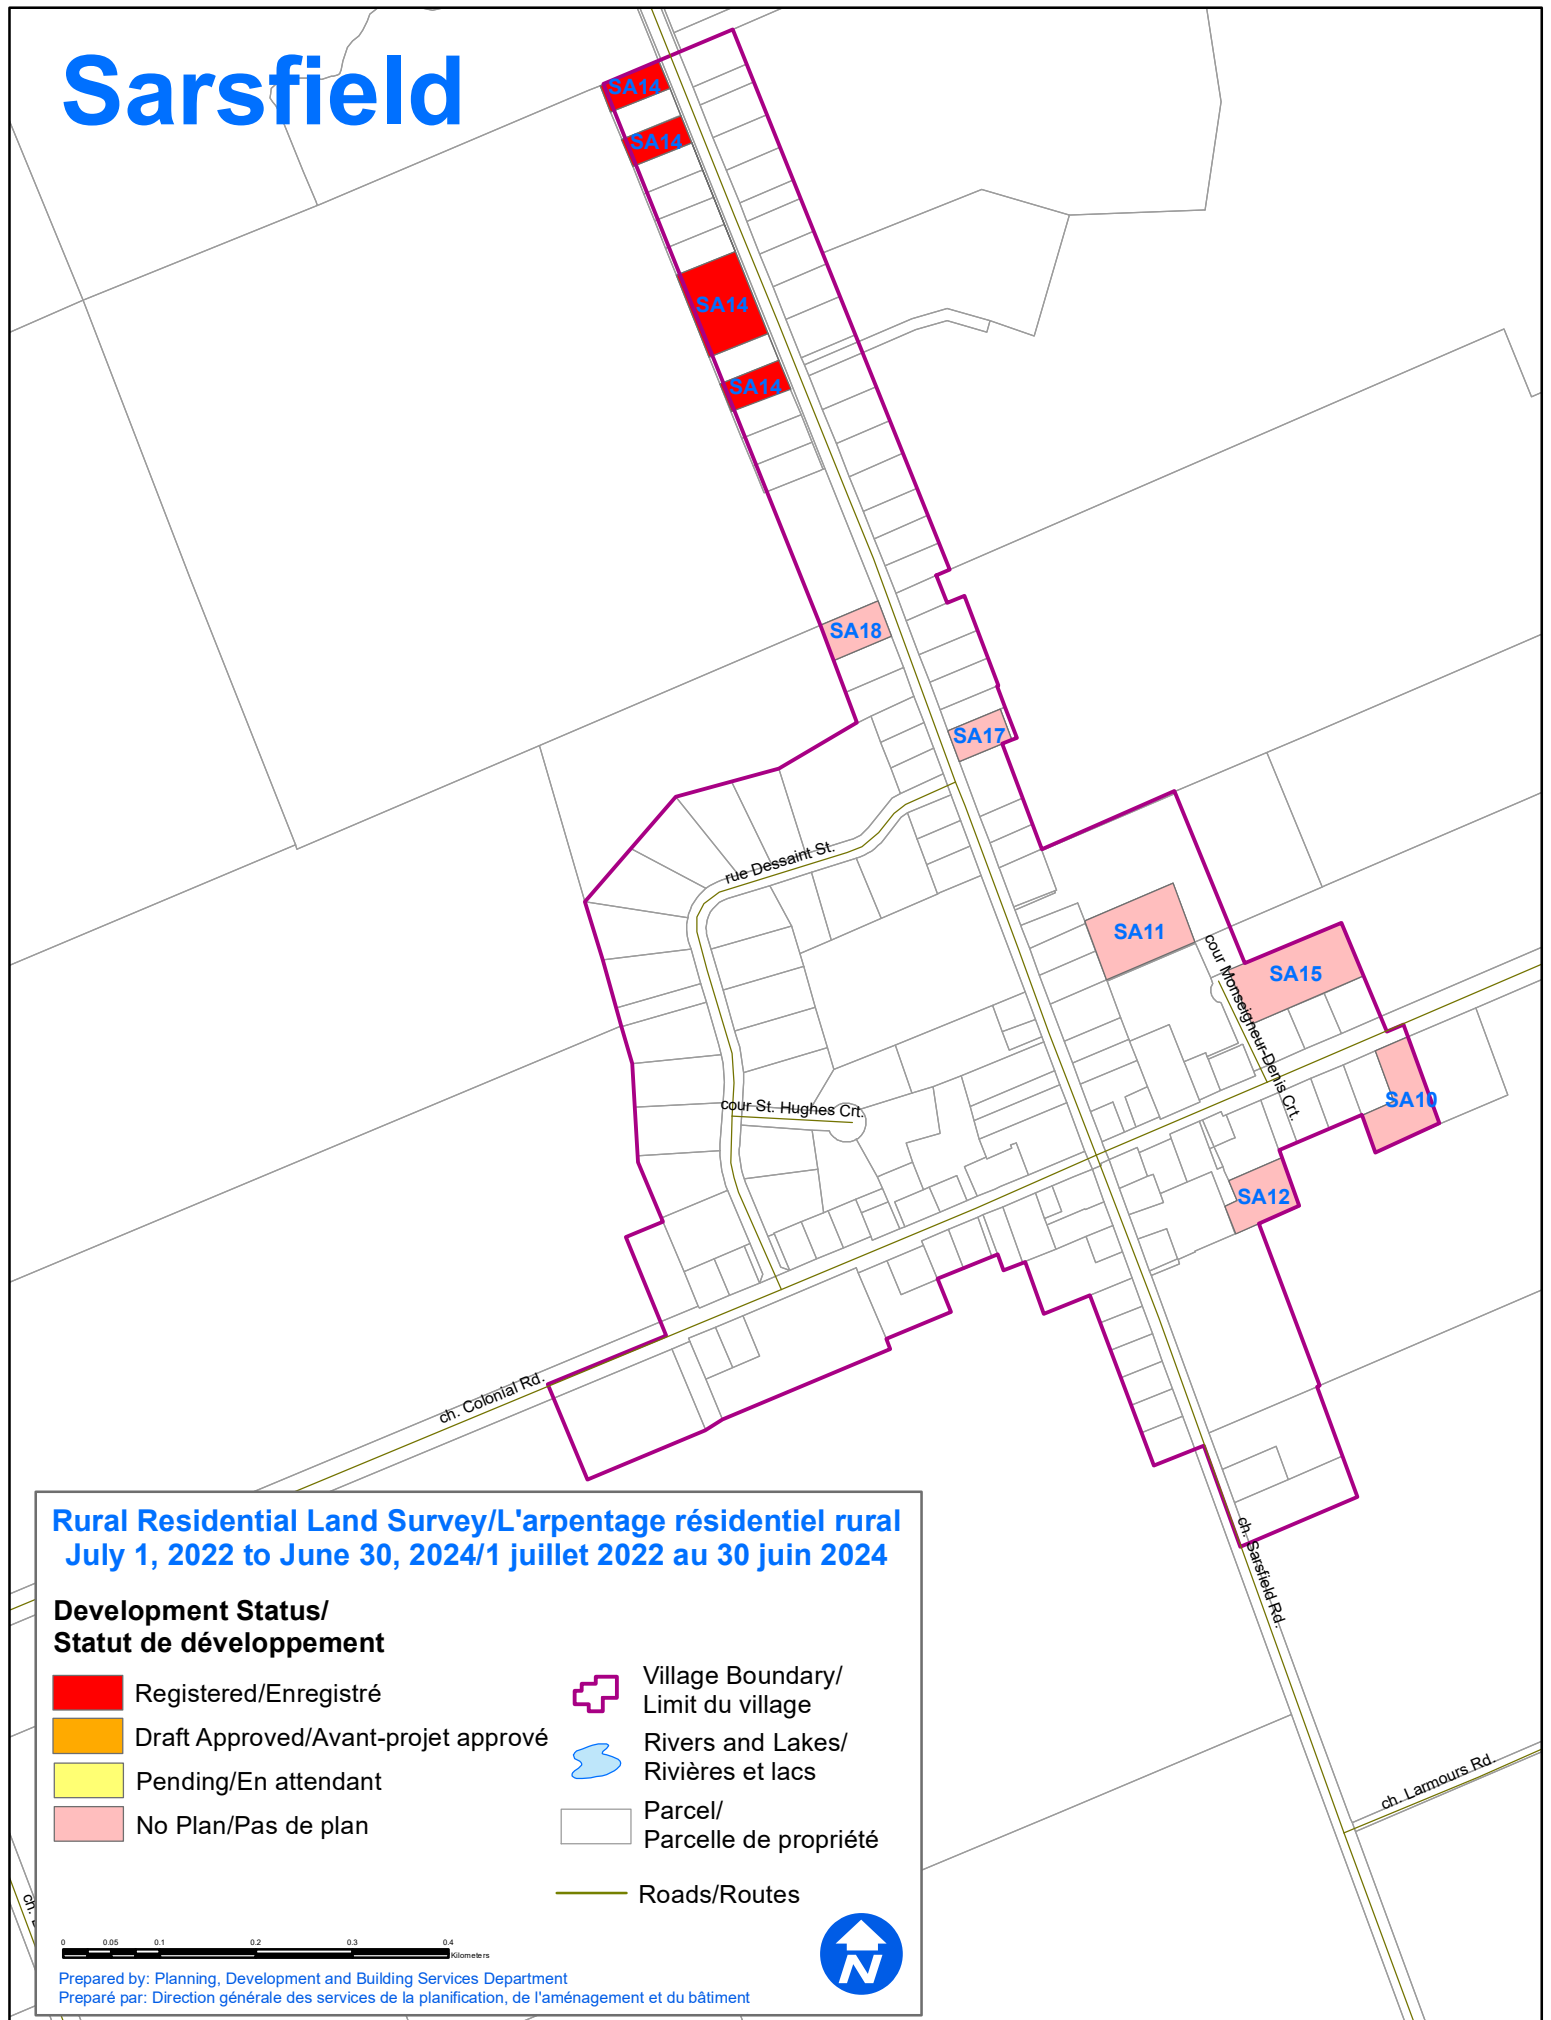 Sarsfield
SA14
SA14
SA14
SA14
SA18
SA17
rue Dessaint St.
SA11
cour Monseigneur-Denis Crt.
SA15
SA10
cour St. Hughes Crt.
SA12
ch. Colonial Rd.
ch. Sarsfield Rd.
ch. Larmours Rd.
ch.
Rural Residential Land Survey/L'arpentage résidentiel rural
July 1, 2022 to June 30, 2024/1 juillet 2022 au 30 juin 2024
Development Status/
Statut de développement
Registered/Enregistré
Draft Approved/Avant-projet approvė
Pending/En attendant
No Plan/Pas de plan
Village Boundary/
Limit du village
Rivers and Lakes/
Rivières et lacs
Parcel/
Parcelle de propriété
Roads/Routes
0 0.05 0.1 0.2 0.3 0.4
Kilometers
N
Prepared by: Planning, Development and Building Services Department
Preparé par: Direction générale des services de la planification, de l'aménagement et du bâtiment